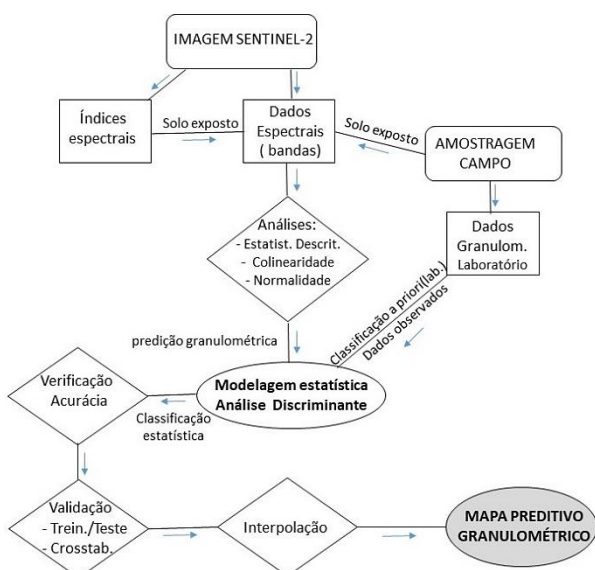 IMAGEM SENTINEL-2
Índices
espectrais
Solo exposto
Dados
Espectrais
( bandas)
Solo exposto
AMOSTRAGEM
CAMPO
Análises:
- Estatist. Descrit.
- Colinearidade
- Normalidade
Dados
Granulom.
Laboratório
Classificação a priori(lab.)
Dados observados
predição granulométrica
Modelagem estatística
Análise Discriminante
Verificação
Acurácia
Classificação
estatística
Validação
- Trein./Teste
- Crosstab.
Interpolação
MAPA PREDITIVO
GRANULOMÉTRICO